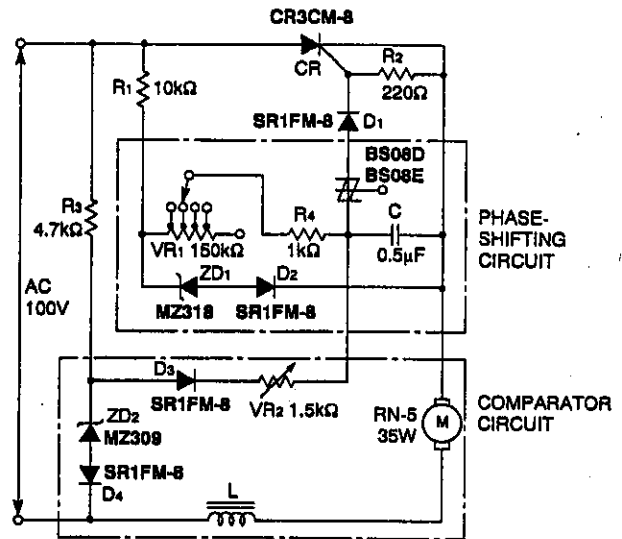 CR3CM-8
CR
R2
220Ω
R1
10kΩ
SR1FM-8 D1
BS08D
BS08E
R3
4.7kΩ
R4
1kΩ
C
0.5μF
VR1 150kΩ
PHASE-
SHIFTING
CIRCUIT
ZD1
D2
MZ318
SR1FM-8
AC
100V
D3
SR1FM-8
VR2 1.5kΩ
ZD2
MZ309
RN-5
35W
M
COMPARATOR
CIRCUIT
SR1FM-8
D4
L